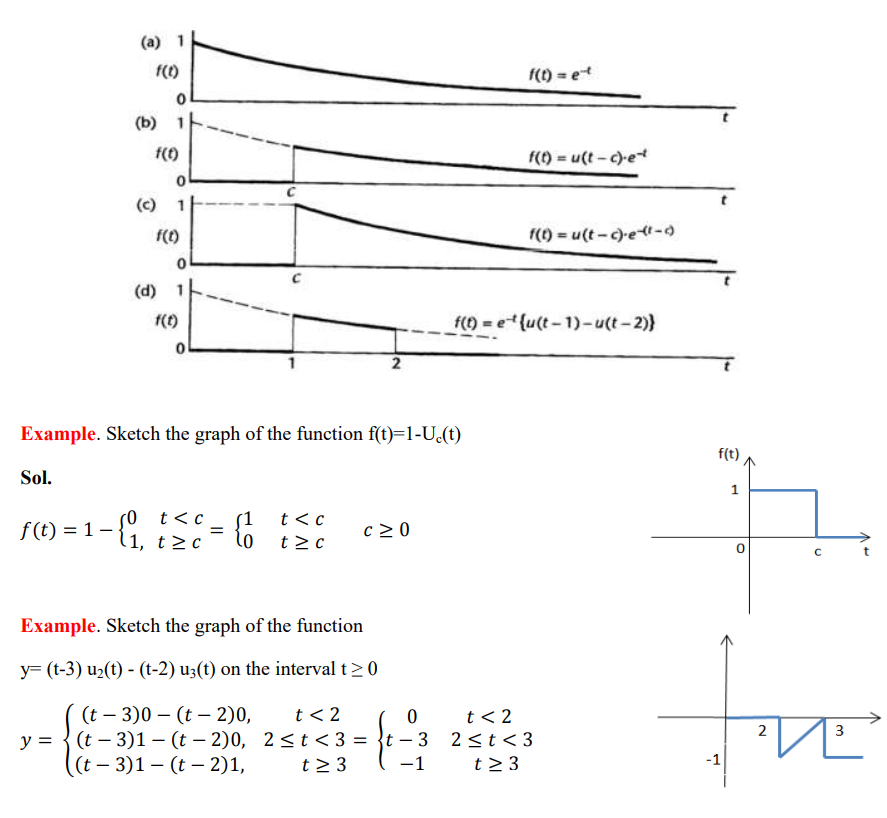 (a) 1
f(t)
f(t) = e⁻ᵗ
0
t
(b) 1
f(t)
f(t) = u(t – c)·e⁻ᵗ
0
c
t
(c) 1
f(t)
f(t) = u(t – c)·e⁻⁽ᵗ⁻ᶜ⁾
0
c
t
(d) 1
f(t)
f(t) = e⁻ᵗ{u(t – 1) – u(t – 2)}
0
1 2 t
Example. Sketch the graph of the function f(t)=1-U꜀(t)
f(t)
Sol.
1
f(t) = 1 − {0 t < c = {1 t < c c ≥ 0
1, t ≥ c 0 t ≥ c
0 c t
Example. Sketch the graph of the function
y= (t-3) u₂(t) - (t-2) u₃(t) on the interval t ≥ 0
(t − 3)0 − (t − 2)0, t < 2 0 t < 2
y = { (t − 3)1 − (t − 2)0, 2 ≤ t < 3 = { t − 3 2 ≤ t < 3
(t − 3)1 − (t − 2)1, t ≥ 3 −1 t ≥ 3
2 3
-1